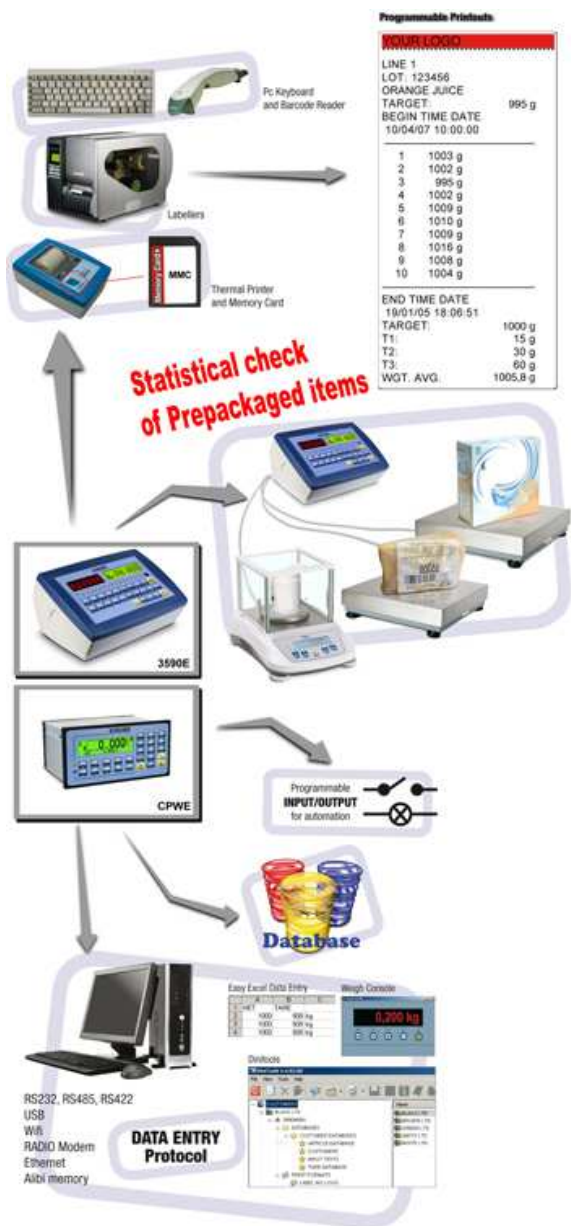 Programmable Printouts
YOUR LOGO
LINE 1
LOT: 123456
ORANGE JUICE
TARGET: 995 g
BEGIN TIME DATE
10/04/07 10:00.00
1 1003 g
2 1002 g
3 995 g
4 1002 g
5 1009 g
6 1010 g
7 1009 g
8 1016 g
9 1008 g
10 1004 g
END TIME DATE
19/01/05 18:06:51
TARGET: 1000 g
T1: 15 g
T2: 30 g
T3: 60 g
WGT. AVG. 1005,8 g
Pc Keyboard
and Barcode Reader
Labellers
Memory Card
MMC
Thermal Printer
and Memory Card
Statistical check
of Prepackaged items
3590E
0.000
CPWE
Programmable
INPUT/OUTPUT
for automation
Database
Easy Excel Data Entry
Weigh Console
TARE
0,200 kg
Dinitools
RS232, RS485, RS422
USB
Wifi
RADIO Modem
Ethernet
Alibi memory
DATA ENTRY
Protocol